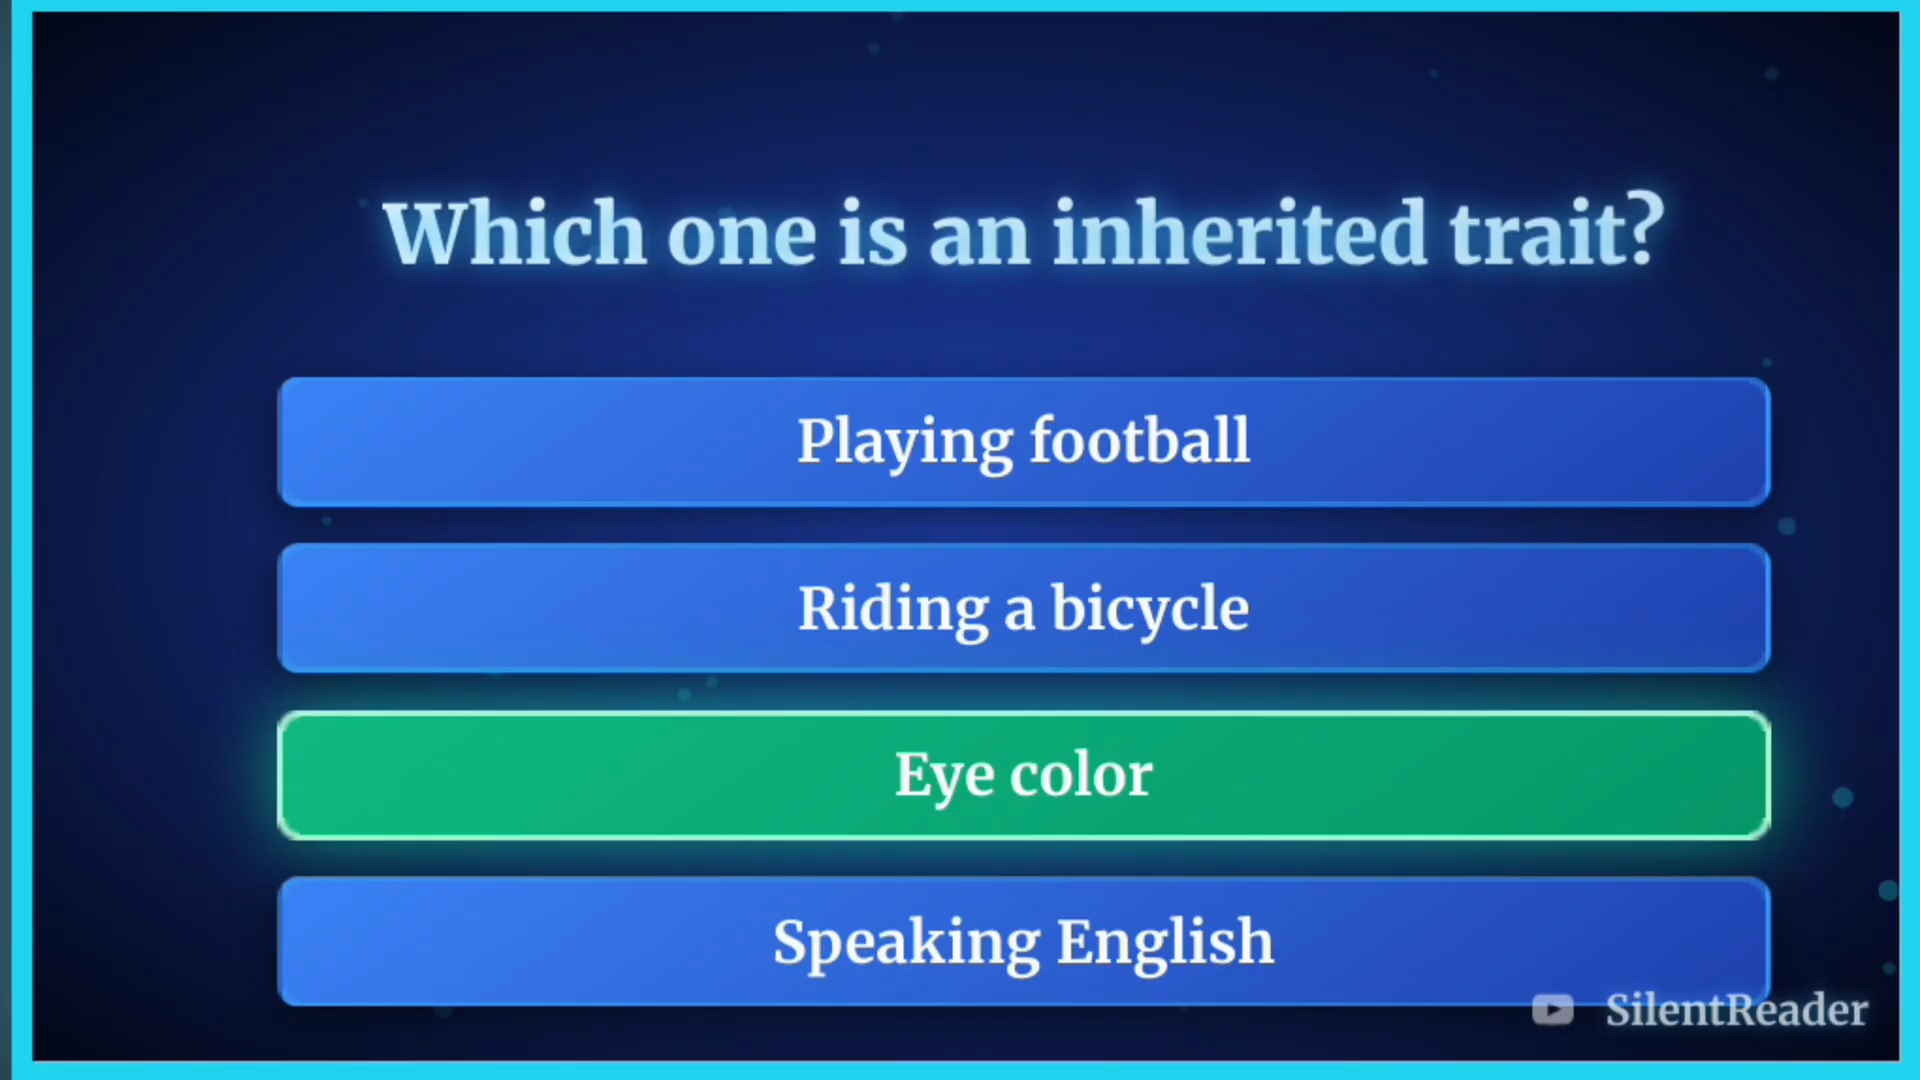 Which one is an inherited trait?
Playing football
Riding a bicycle
Eye color
Speaking English
SilentReader